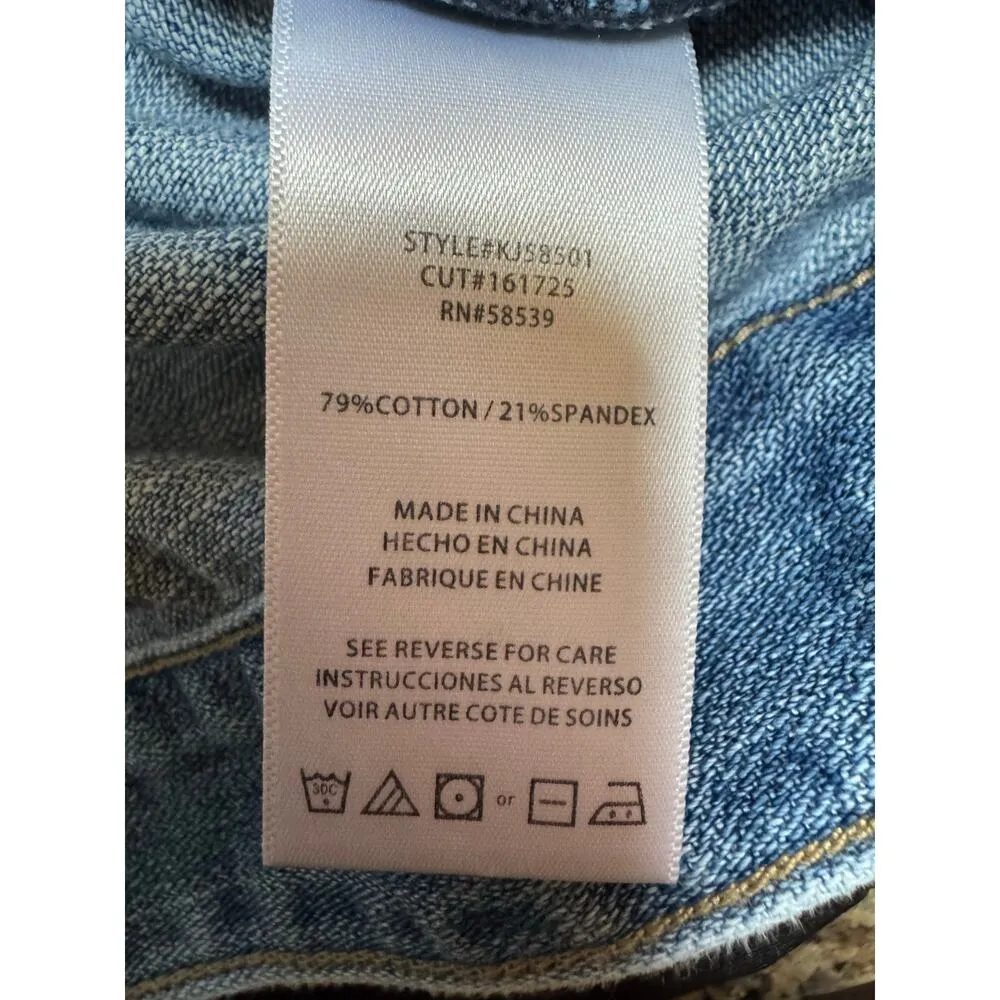 STYLE#KJ58501
CUT#161725
RN#58539
79%COTTON / 21%SPANDEX
MADE IN CHINA
HECHO EN CHINA
FABRIQUE EN CHINE
SEE REVERSE FOR CARE
INSTRUCCIONES AL REVERSO
VOIR AUTRE COTE DE SOINS
30C or